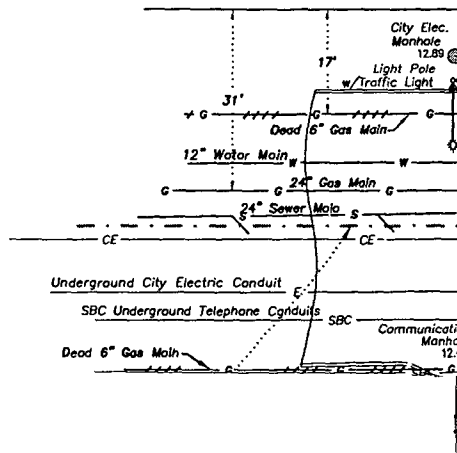 City Elec.
Manhole
12.89
17'
Light Pole
w/Traffic Light
31'
G G G
Dead 6" Gas Main
12" Water Main
W W
24" Gas Main
G G G
24" Sewer Main
S S
CE CE
Underground City Electric Conduit
E
SBC Underground Telephone Conduits
SBC
Communicati
Manho
12.
Dead 6" Gas Main
G G G G